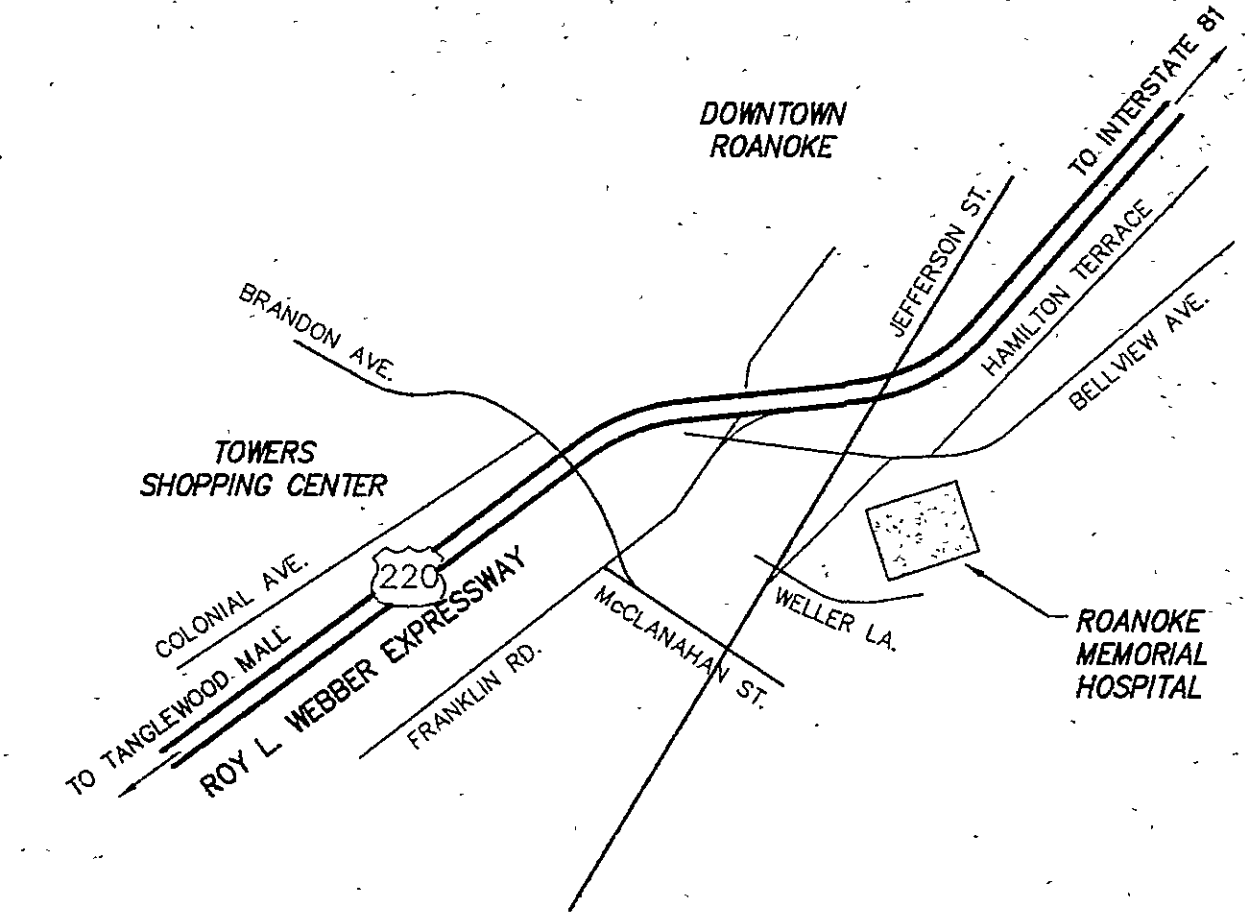 TO INTERSTATE 81
DOWNTOWN
ROANOKE
JEFFERSON ST.
HAMILTON TERRACE
BRANDON AVE.
BELLVIEW AVE.
TOWERS
SHOPPING CENTER
COLONIAL AVE.
220
McCLANAHAN ST.
WELLER LA.
ROANOKE
MEMORIAL
HOSPITAL
TO TANGLEWOOD MALL
ROY L. WEBBER EXPRESSWAY
FRANKLIN RD.